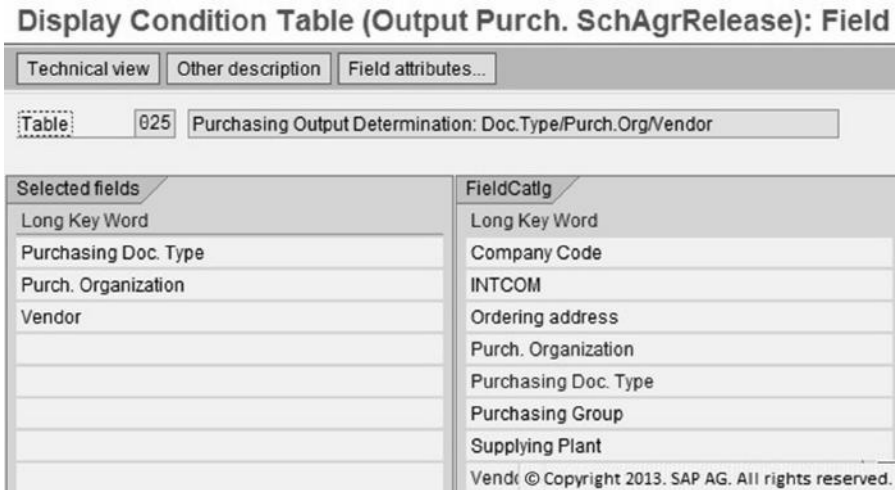 Display Condition Table (Output Purch. SchAgrRelease): Field
Technical view Other description Field attributes...
Table 025 Purchasing Output Determination: Doc.Type/Purch.Org/Vendor
Selected fields
Long Key Word
Purchasing Doc. Type
Purch. Organization
Vendor
FieldCatlg
Long Key Word
Company Code
INTCOM
Ordering address
Purch. Organization
Purchasing Doc. Type
Purchasing Group
Supplying Plant
© Copyright 2013. SAP AG. All rights reserved.